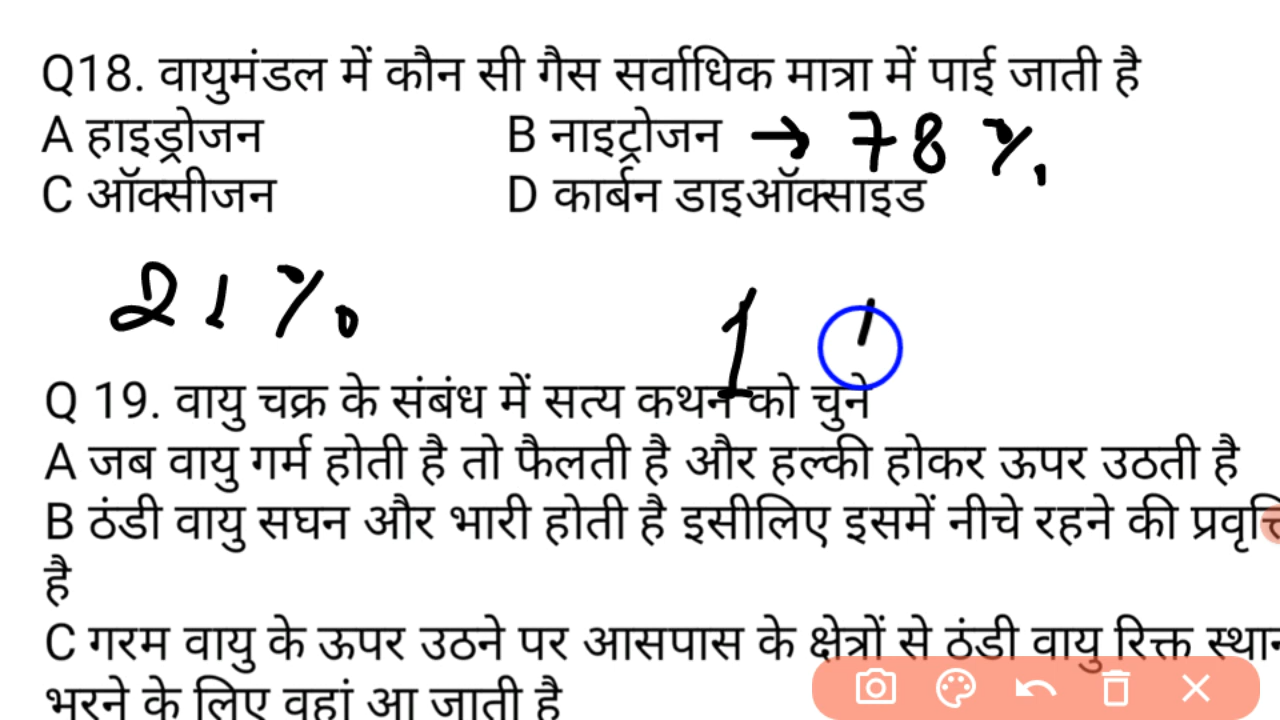 Q18. वायुमंडल में कौन सी गैस सर्वाधिक मात्रा में पाई जाती है
A हाइड्रोजन B नाइट्रोजन → 78 %
C ऑक्सीजन D कार्बन डाइऑक्साइड
21 % 1
Q 19. वायु चक्र के संबंध में सत्य कथन को चुने
A जब वायु गर्म होती है तो फैलती है और हल्की होकर ऊपर उठती है
B ठंडी वायु सघन और भारी होती है इसीलिए इसमें नीचे रहने की
है
C गरम वायु के ऊपर उठने पर आसपास के क्षेत्रों से ठंडी वायु रिक्त
भरने के लिए वहां आ जाती है